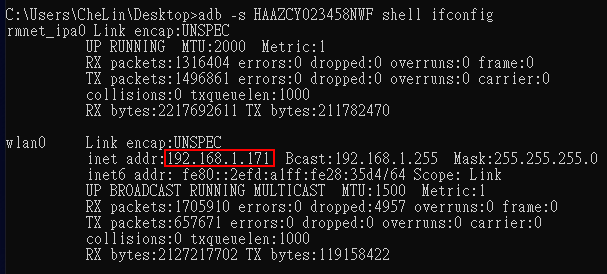 C:\Users\CheLin\Desktop>adb -s HAAZCY023458NWF shell ifconfig
rmnet_ipa0 Link encap:UNSPEC
UP RUNNING  MTU:2000  Metric:1
RX packets:1316404 errors:0 dropped:0 overruns:0 frame:0
TX packets:1496861 errors:0 dropped:0 overruns:0 carrier:0
collisions:0 txqueuelen:1000
RX bytes:2217692611 TX bytes:211782470
wlan0     Link encap:UNSPEC
inet addr:192.168.1.171  Bcast:192.168.1.255  Mask:255.255.255.0
inet6 addr: fe80::2efd:a1ff:fe28:35d4/64 Scope: Link
UP BROADCAST RUNNING MULTICAST  MTU:1500  Metric:1
RX packets:1705910 errors:0 dropped:4957 overruns:0 frame:0
TX packets:657671 errors:0 dropped:0 overruns:0 carrier:0
collisions:0 txqueuelen:1000
RX bytes:2127217702 TX bytes:119158422